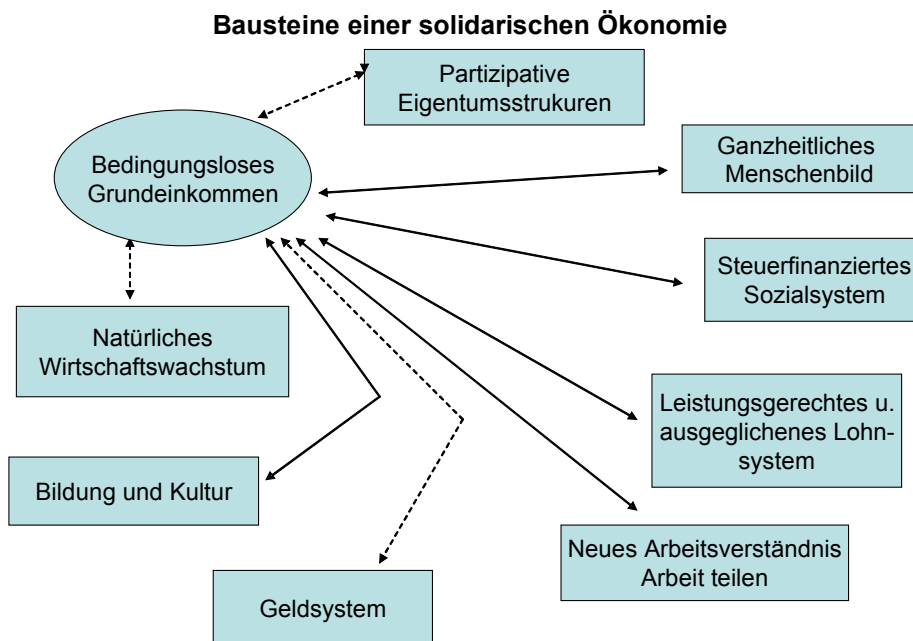 Bausteine einer solidarischen Ökonomie
Partizipative
Eigentumsstrukuren
Bedingungsloses
Grundeinkommen
Ganzheitliches
Menschenbild
Steuerfinanziertes
Sozialsystem
Natürliches
Wirtschaftswachstum
Leistungsgerechtes u.
ausgeglichenes Lohn-
system
Bildung und Kultur
Neues Arbeitsverständnis
Arbeit teilen
Geldsystem